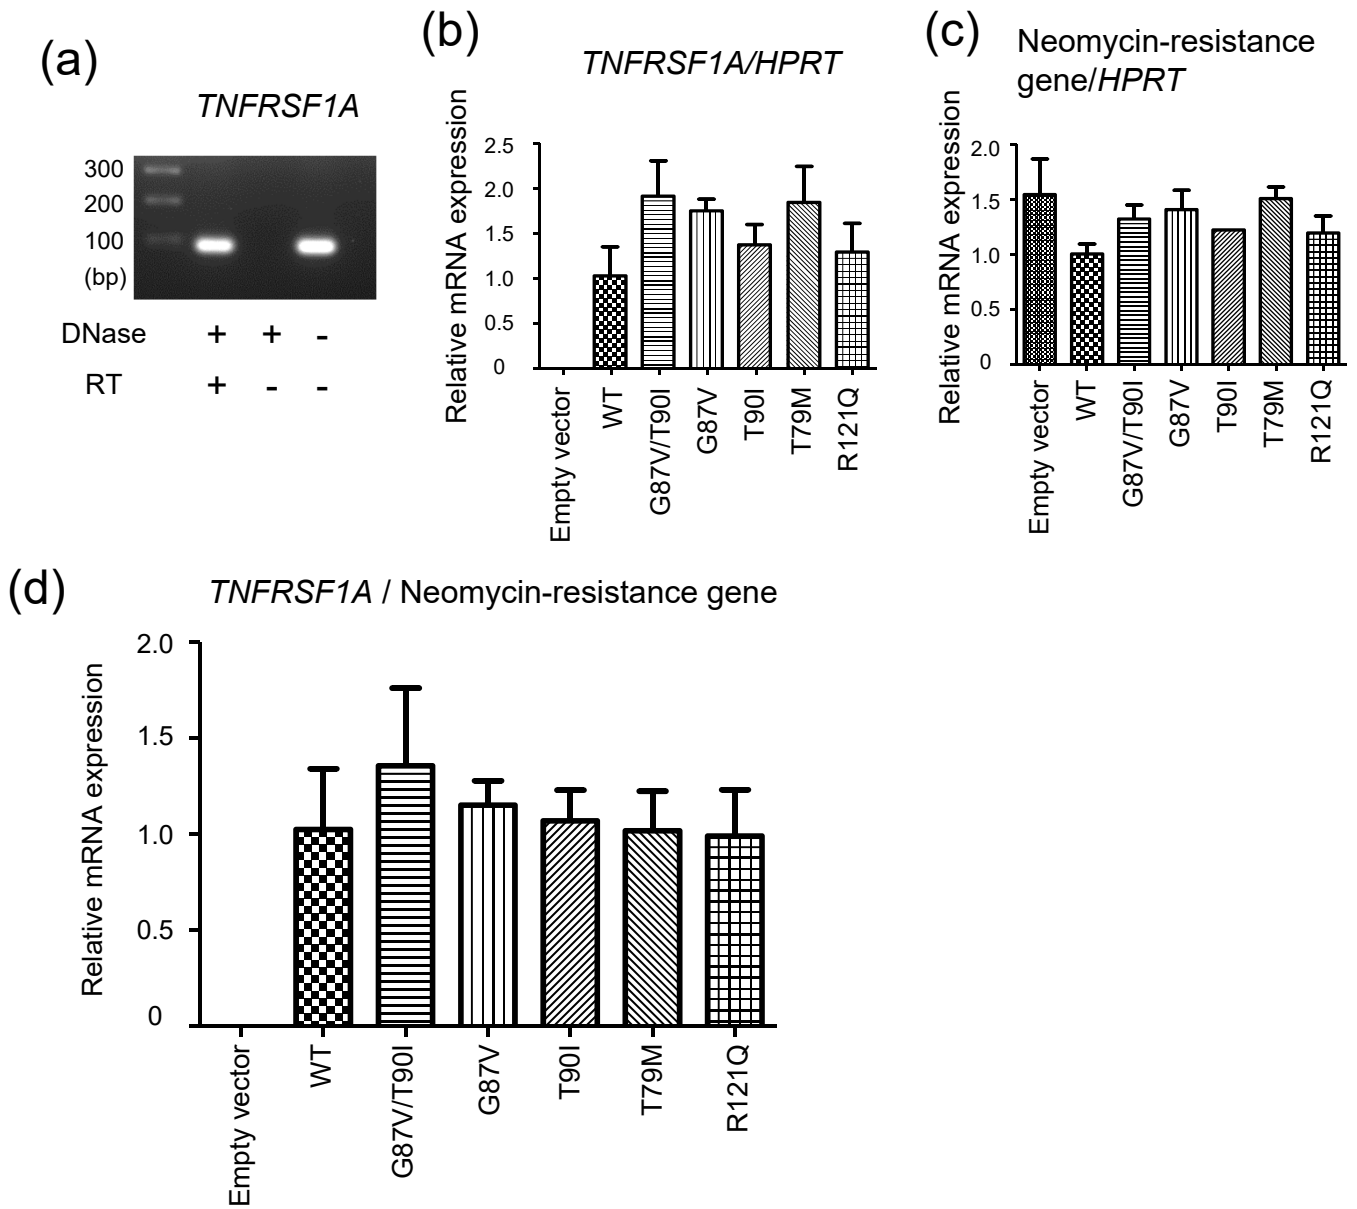 (a)
TNFRSF1A
300
200
100
(bp)
DNase + + -
RT + - -
(b)
TNFRSF1A/HPRT
Relative mRNA expression
2.5
2.0
1.5
1.0
0.5
0
Empty vector
WT
G87V/T90I
G87V
T90I
T79M
R121Q
(c)
Neomycin-resistance
gene/HPRT
Relative mRNA expression
2.0
1.5
1.0
0.5
0
Empty vector
WT
G87V/T90I
G87V
T90I
T79M
R121Q
(d)
TNFRSF1A / Neomycin-resistance gene
Relative mRNA expression
2.0
1.5
1.0
0.5
0
Empty vector
WT
G87V/T90I
G87V
T90I
T79M
R121Q